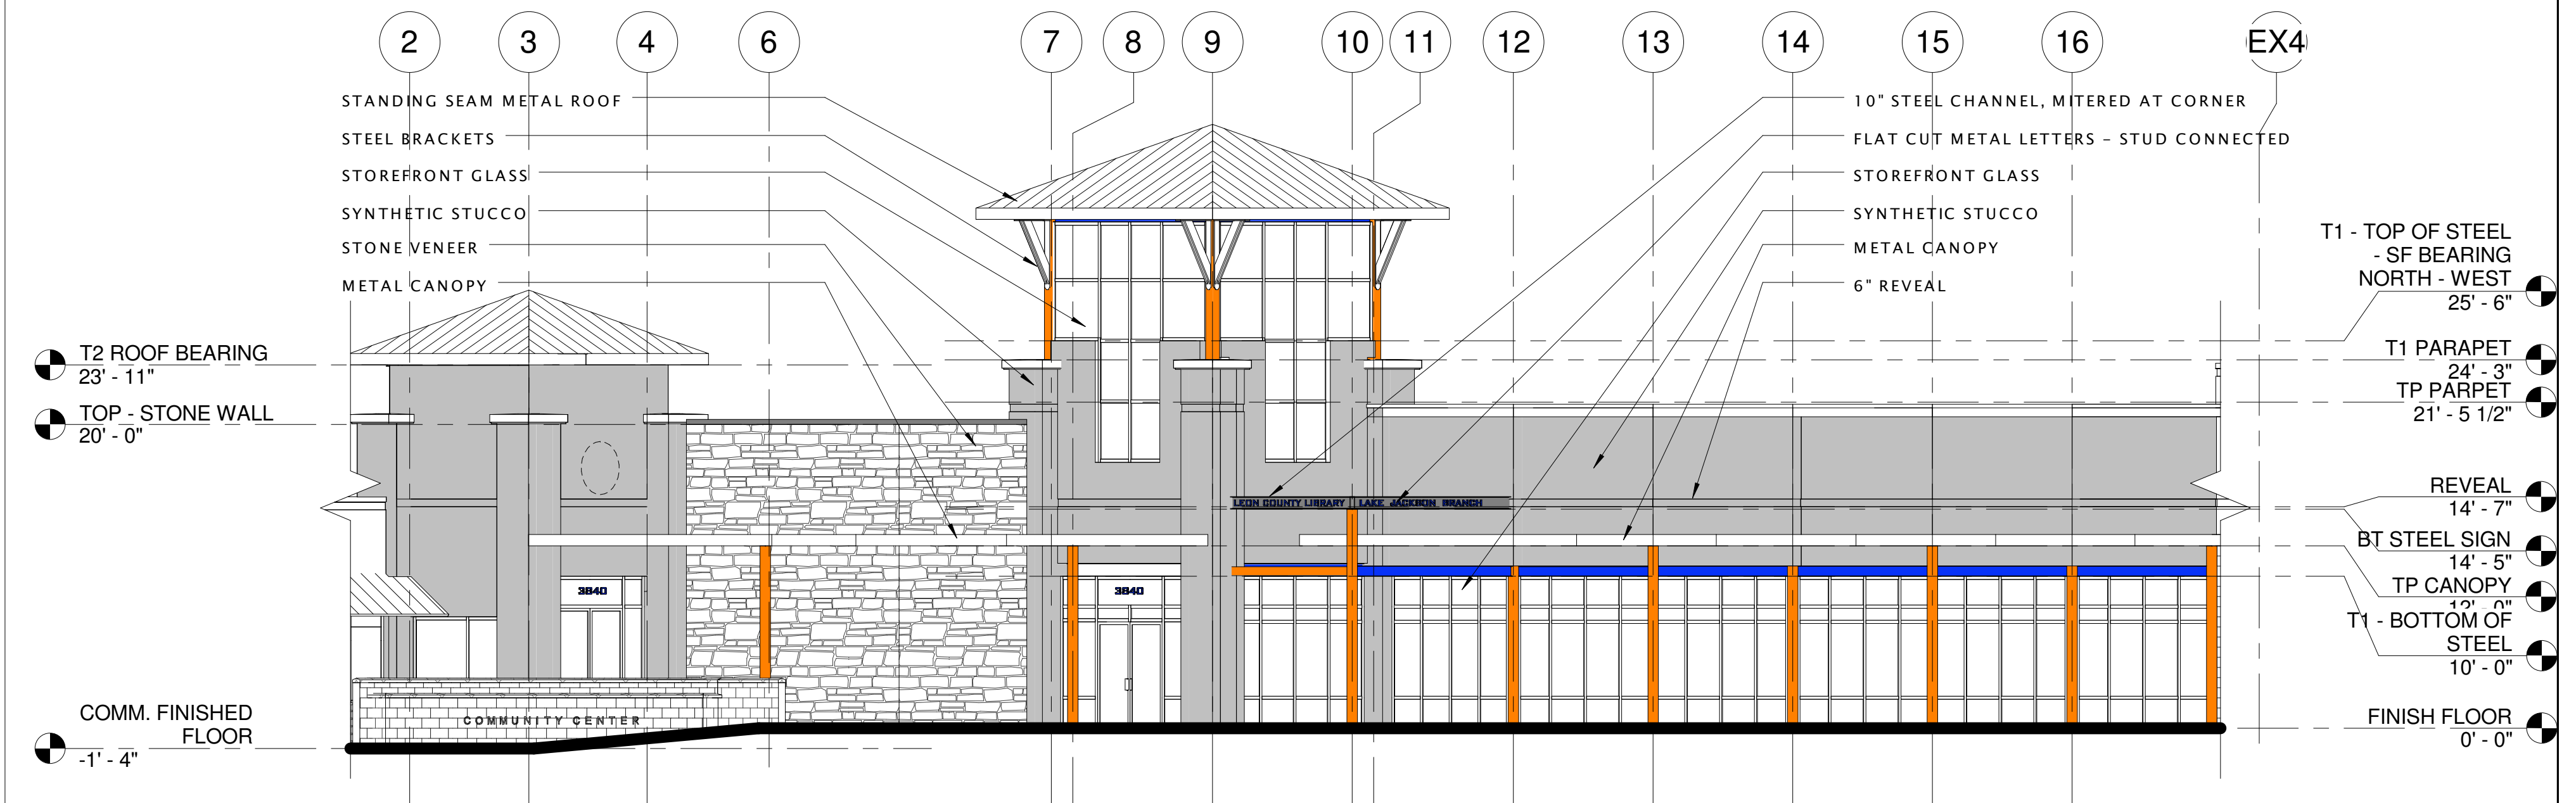 2
3
4
6
7
8
9
10
11
12
13
14
15
16
EX4
STANDING SEAM METAL ROOF
STEEL BRACKETS
STOREFRONT GLASS
SYNTHETIC STUCCO
STONE VENEER
METAL CANOPY
10" STEEL CHANNEL, MITERED AT CORNER
FLAT CUT METAL LETTERS – STUD CONNECTED
STOREFRONT GLASS
SYNTHETIC STUCCO
METAL CANOPY
6" REVEAL
T2 ROOF BEARING
23' - 11"
TOP - STONE WALL
20' - 0"
COMM. FINISHED
FLOOR
-1' - 4"
LEON COUNTY LIBRARY LAKE JACKSON BRANCH
3840
3840
COMMUNITY CENTER
T1 - TOP OF STEEL
- SF BEARING
NORTH - WEST
25' - 6"
T1 PARAPET
24' - 3"
TP PARPET
21' - 5 1/2"
REVEAL
14' - 7"
BT STEEL SIGN
14' - 5"
TP CANOPY
12' - 0"
T1 - BOTTOM OF
STEEL
10' - 0"
FINISH FLOOR
0' - 0"